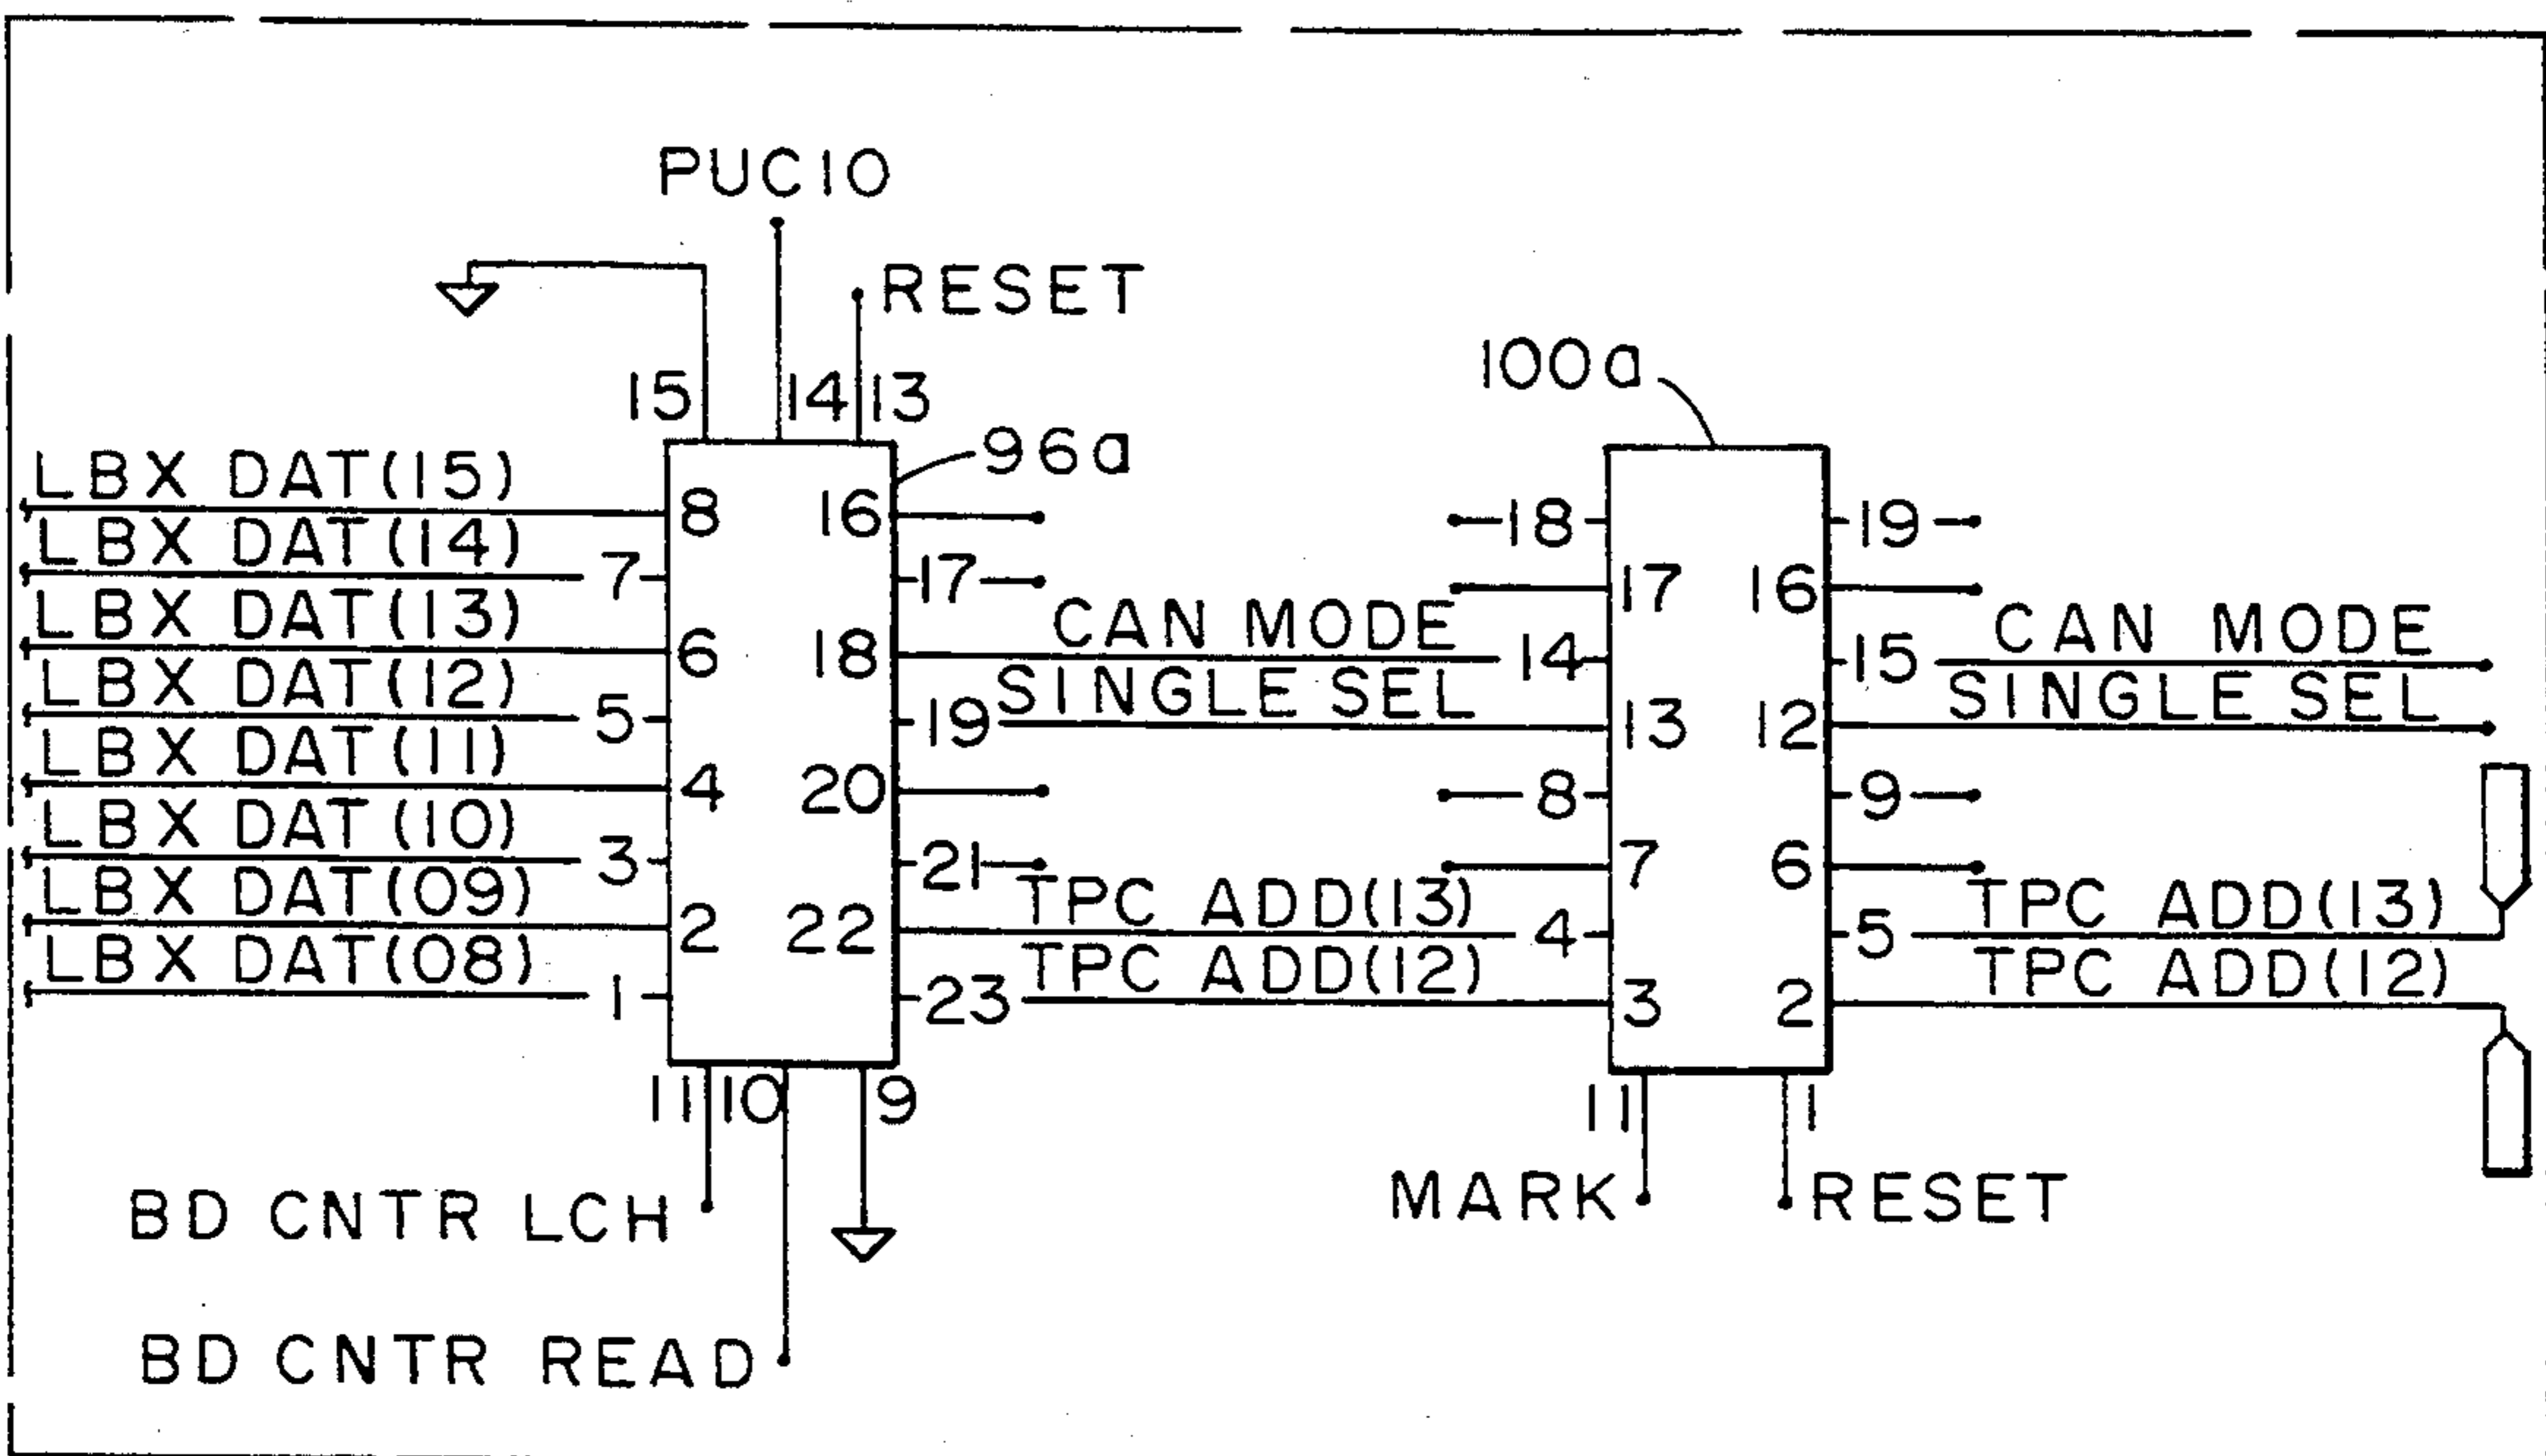 PUC10
RESET
15 14 13
96a
100a
LBX DAT(15) 8 16
18 19
LBX DAT(14) 7 17
17 16
LBX DAT(13) 6 18 CAN MODE 14 15 CAN MODE
LBX DAT(12) 5 19 SINGLE SEL 13 12 SINGLE SEL
LBX DAT(11) 4 20
8 9
LBX DAT(10) 3 21
7 6
LBX DAT(09) 2 22 TPC ADD(13) 4 5 TPC ADD(13)
LBX DAT(08) 1 23 TPC ADD(12) 3 2 TPC ADD(12)
11 10 9
11 1
BD CNTR LCH
MARK RESET
BD CNTR READ